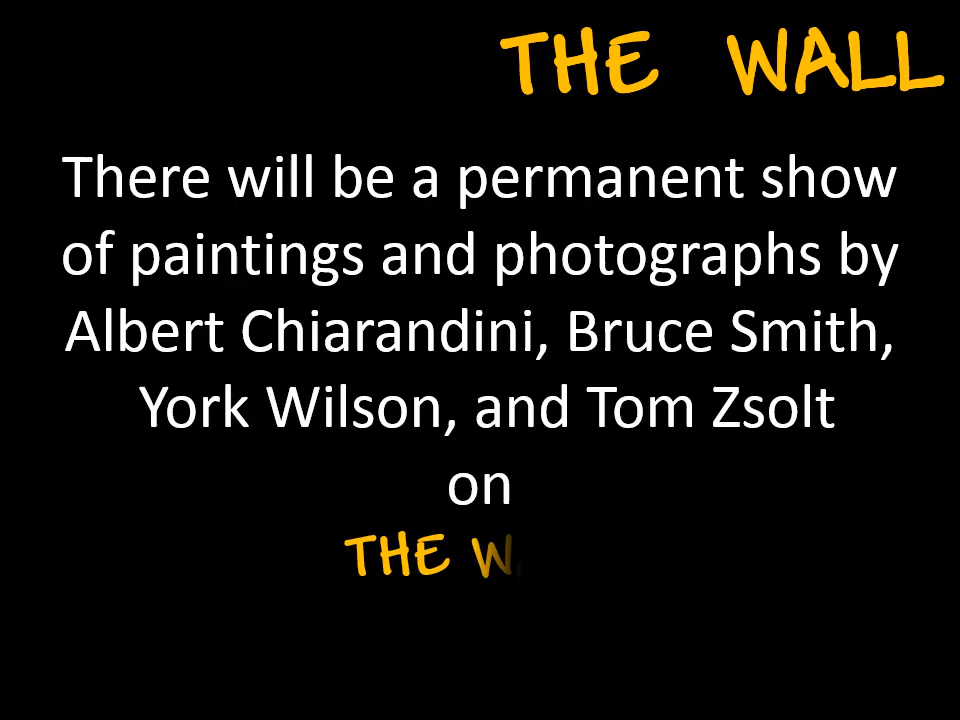 THE WALL
There will be a permanent show
of paintings and photographs by
Albert Chiarandini, Bruce Smith,
York Wilson, and Tom Zsolt
on
THE W